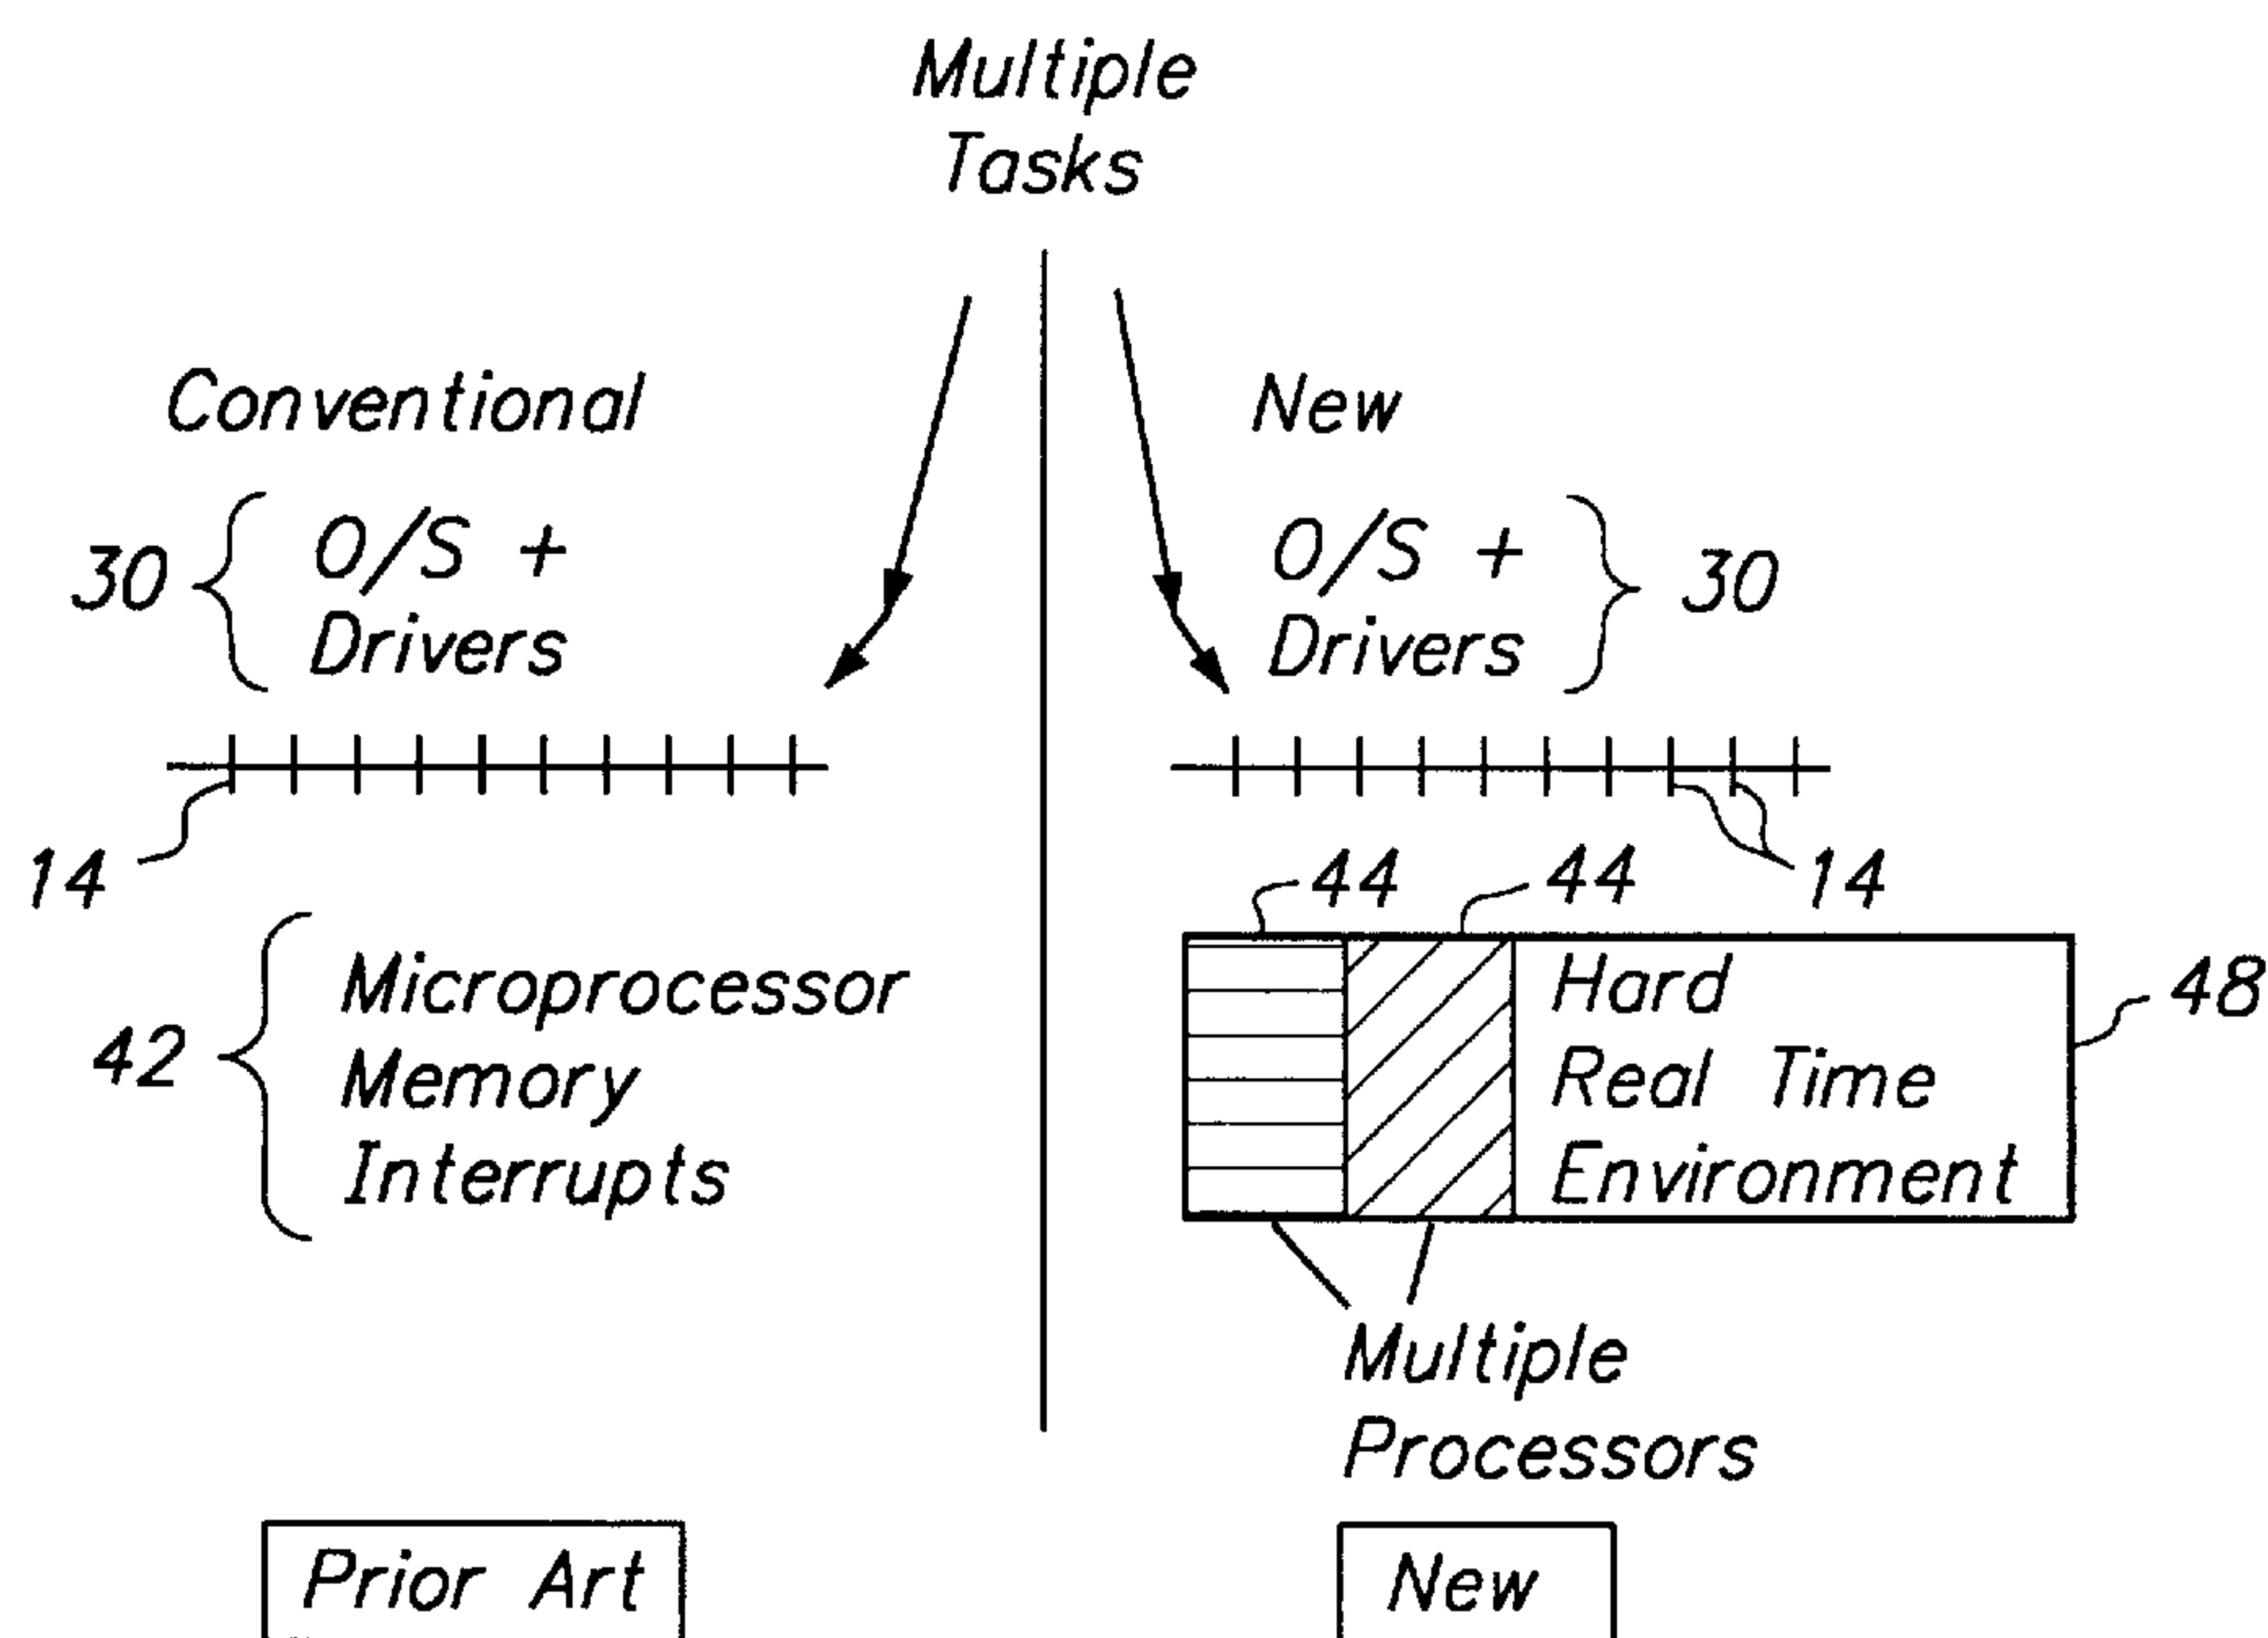 Multiple
Tasks
Conventional
30
O/S +
Drivers
14
42
Microprocessor
Memory
Interrupts
Prior Art
New
O/S +
Drivers
30
14
44
44
Hard
Real Time
Environment
48
Multiple
Processors
New